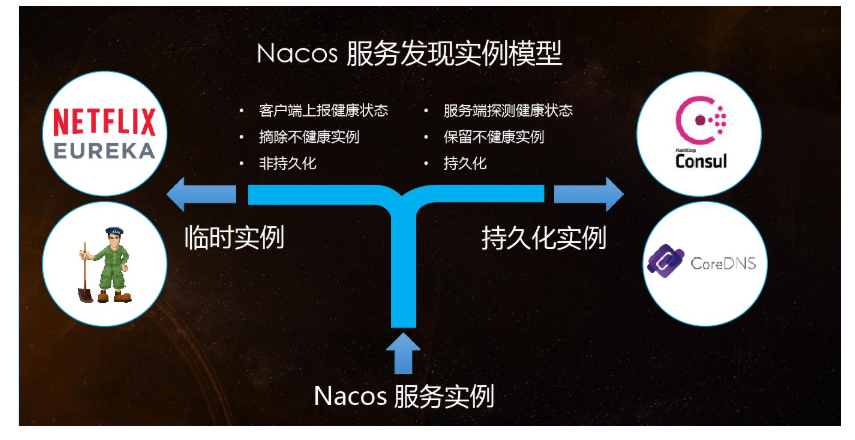 Nacos 服务发现实例模型
NETFLIX
EUREKA
• 客户端上报健康状态
• 摘除不健康实例
• 非持久化
• 服务端探测健康状态
• 保留不健康实例
• 持久化
HashiCorp
Consul
临时实例
持久化实例
CoreDNS
Nacos 服务实例